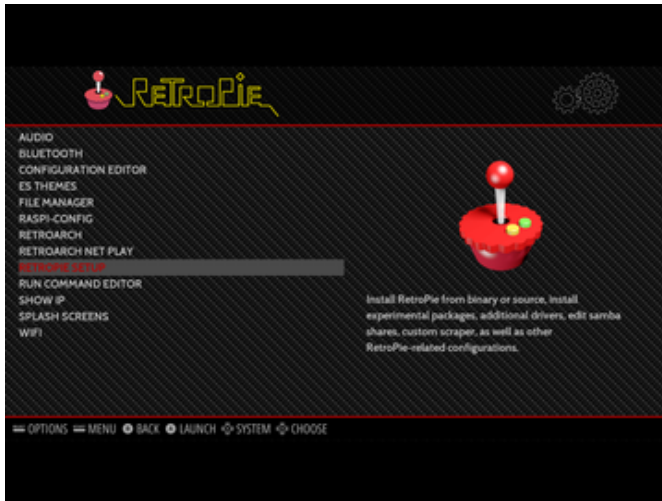 RETROPIE
AUDIO
BLUETOOTH
CONFIGURATION EDITOR
ES THEMES
FILE MANAGER
RASPI-CONFIG
RETROARCH
RETROARCH NET PLAY
RETROPIE SETUP
RUN COMMAND EDITOR
SHOW IP
SPLASH SCREENS
WIFI
Install RetroPie from binary or source, install
experimental packages, additional drivers, edit samba
shares, custom scraper, as well as other
RetroPie-related configurations.
OPTIONS MENU BACK LAUNCH SYSTEM CHOOSE